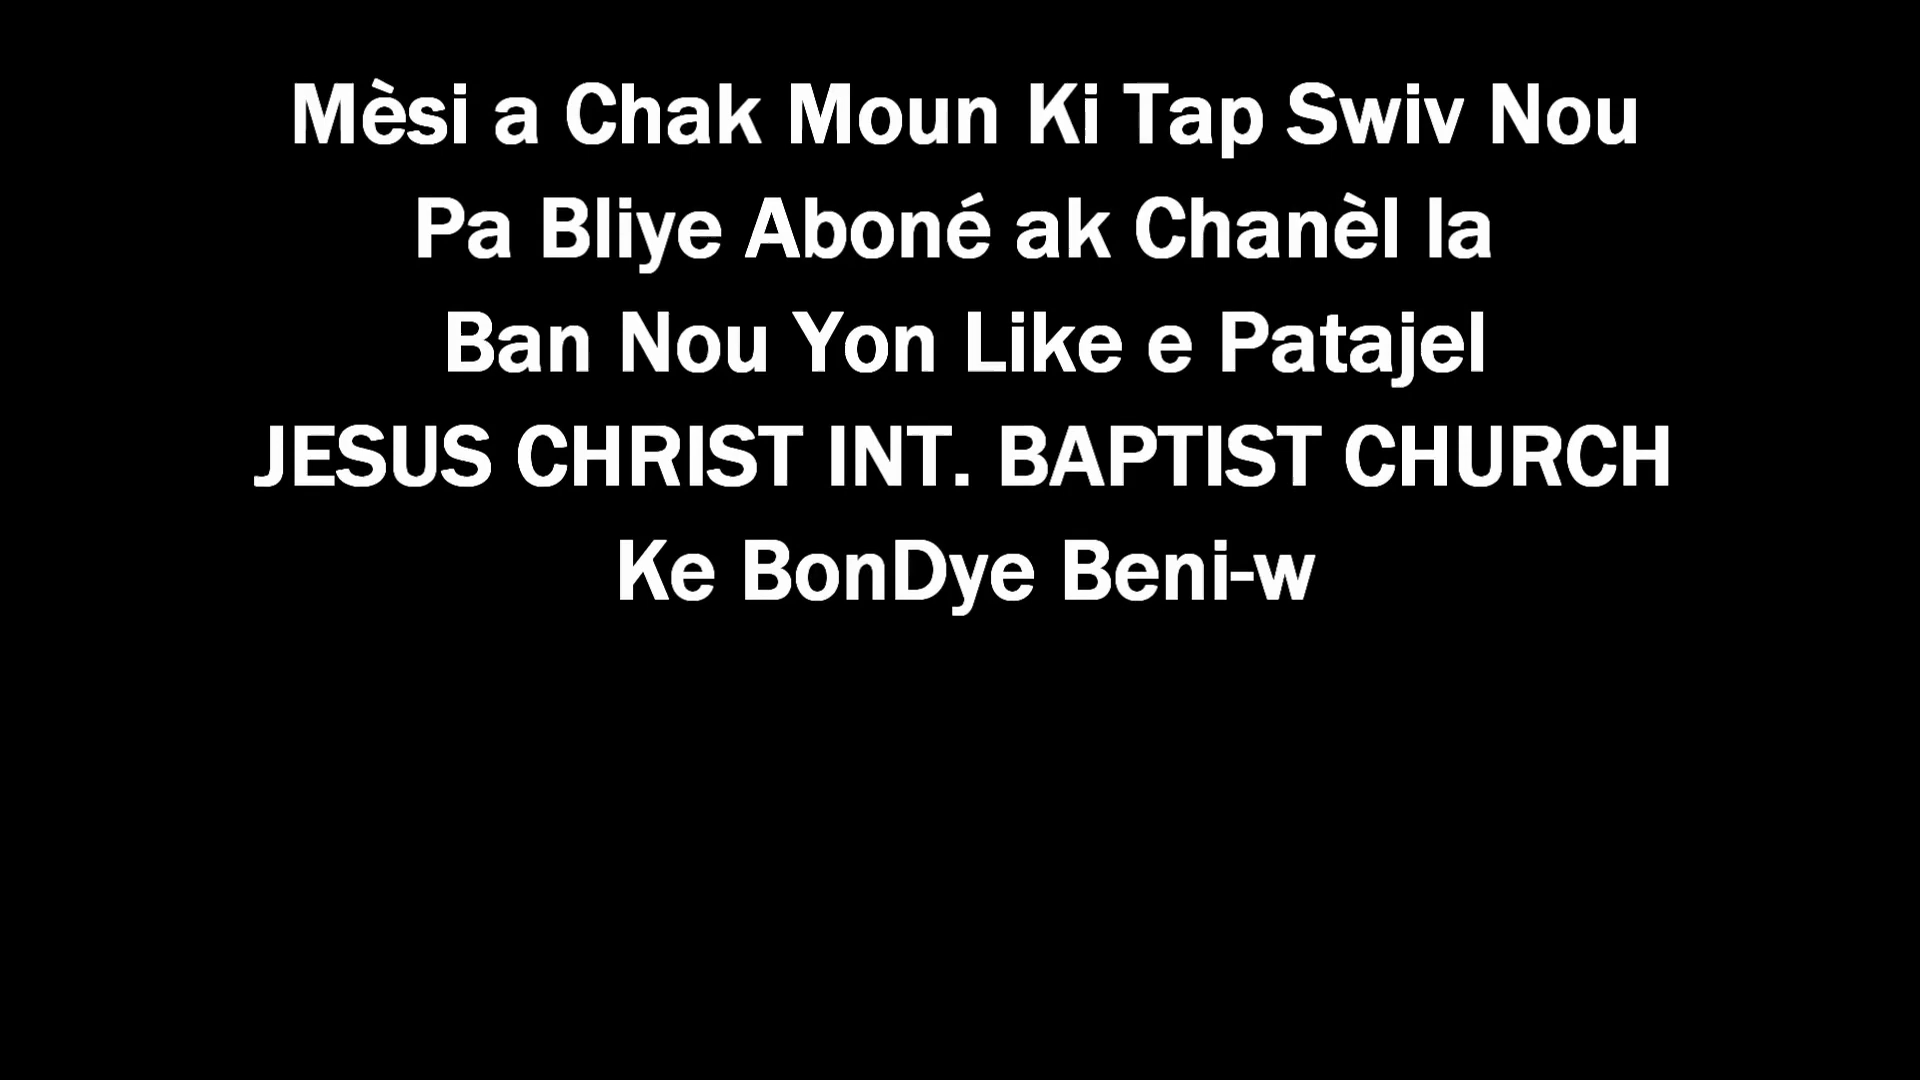 Mèsi a Chak Moun Ki Tap Swiv Nou
Pa Bliye Aboné ak Chanèl la
Ban Nou Yon Like e Patajel
JESUS CHRIST INT. BAPTIST CHURCH
Ke BonDye Beni-w